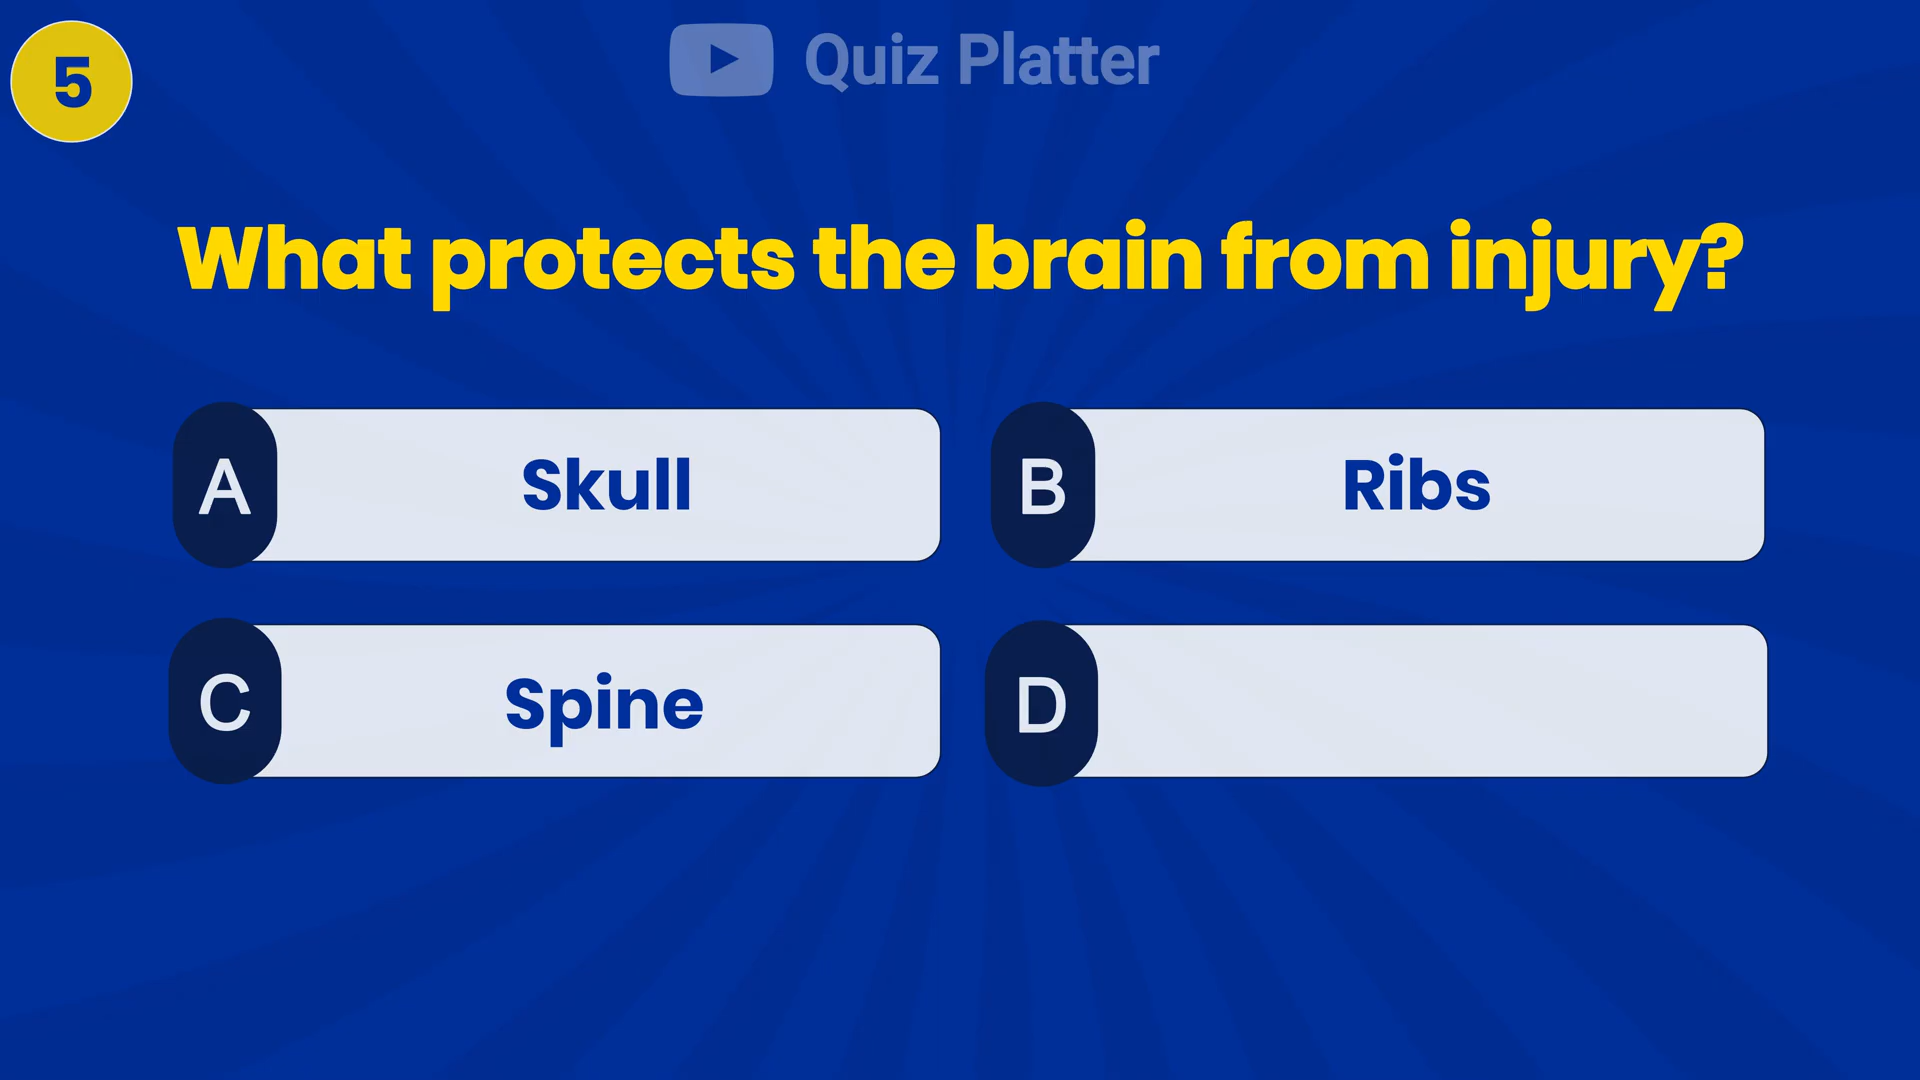 5
Quiz Platter
What protects the brain from injury?
A
Skull
B
Ribs
C
Spine
D